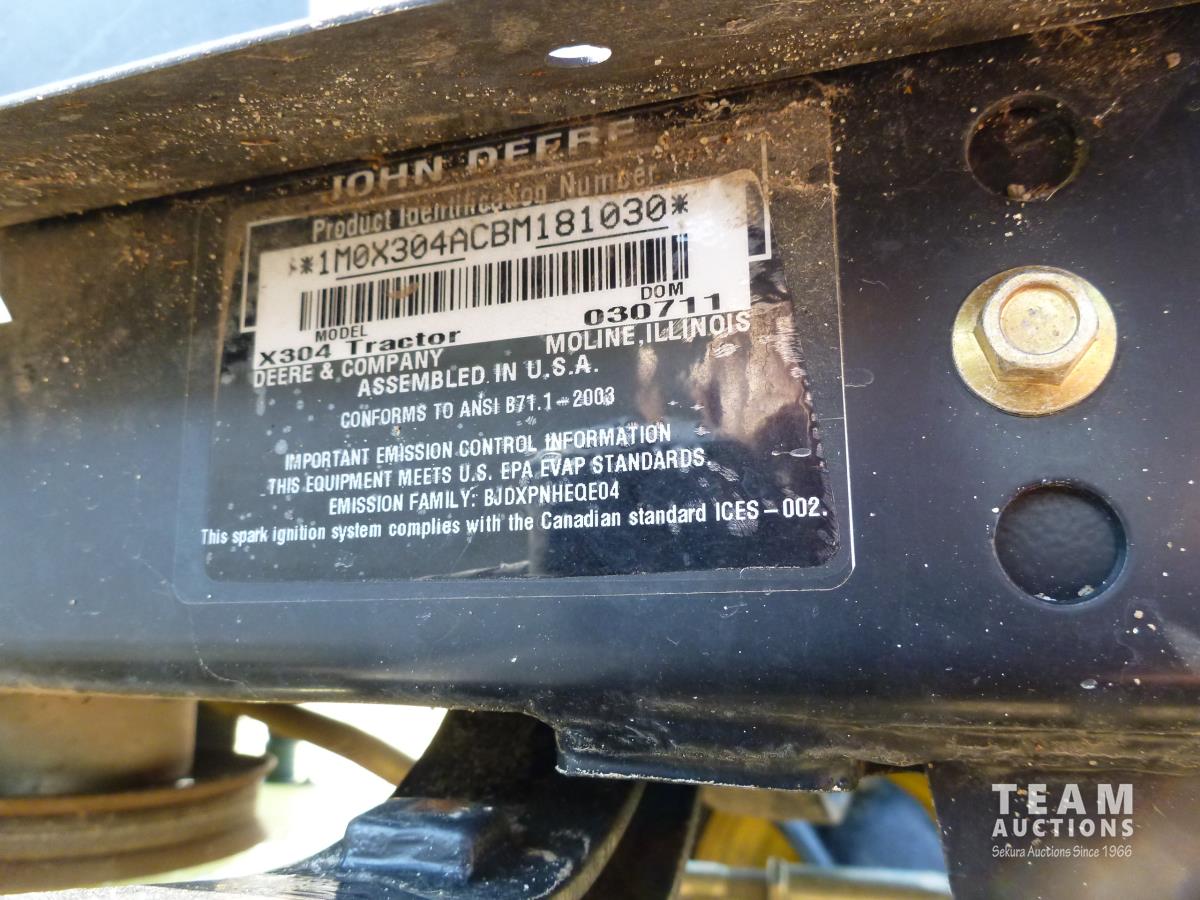 JOHN DEERE
Product Identification Number
*1M0X304ACBM181030*
MODEL DOM
X304 Tractor 030711
DEERE & COMPANY MOLINE, ILLINOIS
ASSEMBLED IN U.S.A.
CONFORMS TO ANSI B71.1-2003
IMPORTANT EMISSION CONTROL INFORMATION
THIS EQUIPMENT MEETS U.S. EPA EVAP STANDARDS.
EMISSION FAMILY: BJDXPNHEQE04
This spark ignition system complies with the Canadian standard ICES-002.
TEAM
AUCTIONS
Sekura Auctions Since 1966